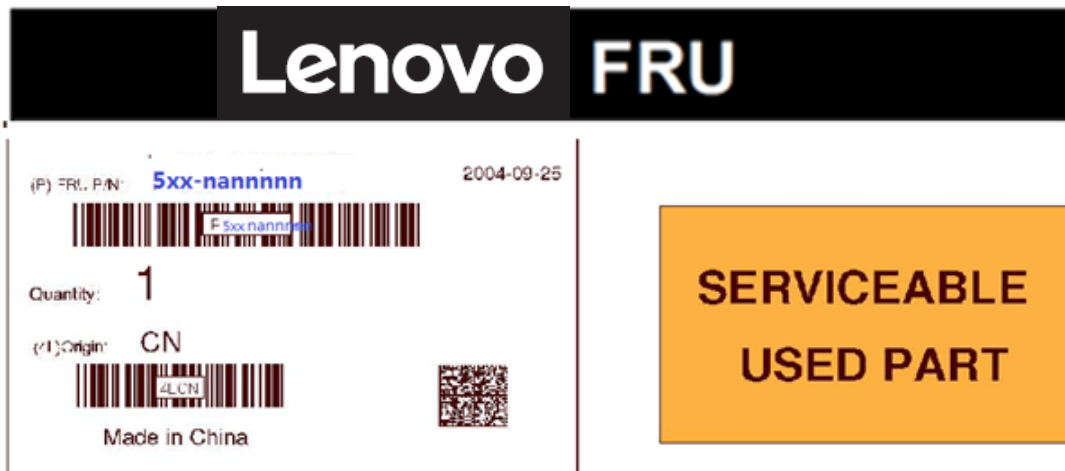 Lenovo FRU
(P) FRU P/N: 5xx-nannnnn
2004-09-25
Quantity: 1
Origin: CN
4LCN
Made in China
SERVICEABLE
USED PART